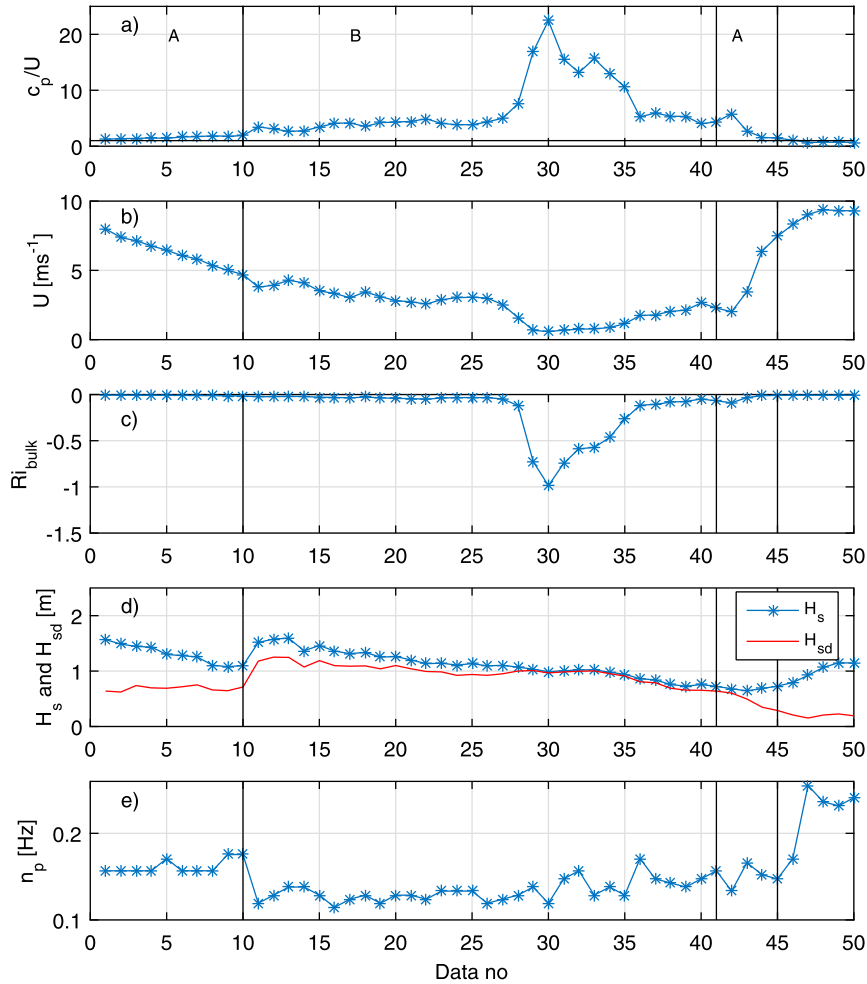 a)
A
B
A
c_p/U
20
10
0
0 5 10 15 20 25 30 35 40 45 50
b)
U [ms⁻¹]
10
5
0
0 5 10 15 20 25 30 35 40 45 50
c)
Ri_bulk
0
-0.5
-1
-1.5
0 5 10 15 20 25 30 35 40 45 50
d)
H_s and H_sd [m]
2
1
0
H_s
H_sd
0 5 10 15 20 25 30 35 40 45 50
e)
n_p [Hz]
0.2
0.1
0 5 10 15 20 25 30 35 40 45 50
Data no